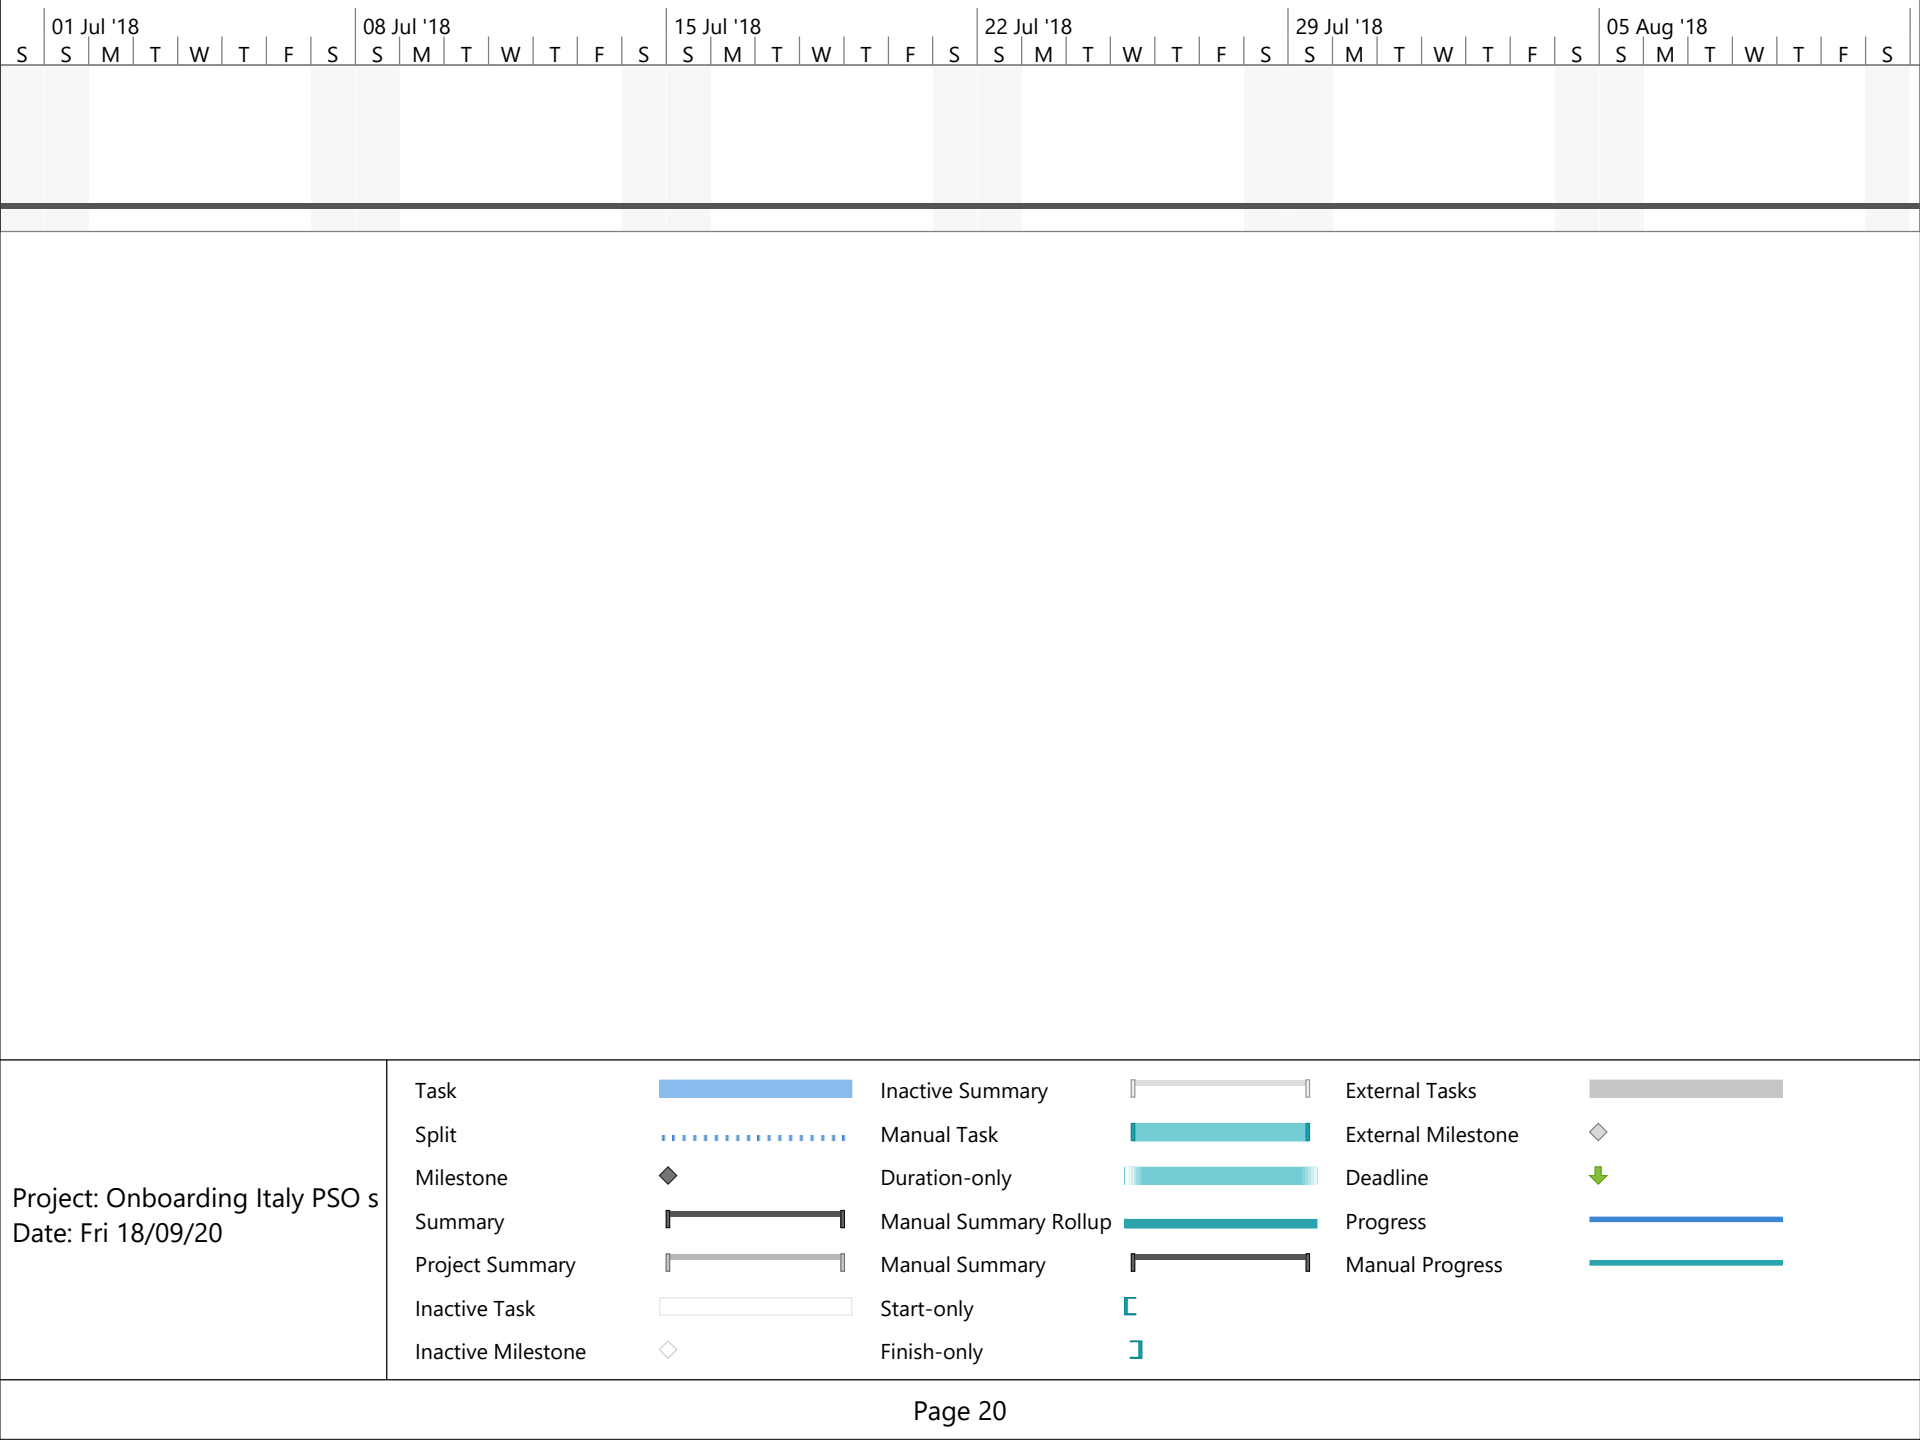 01 Jul '18 08 Jul '18 15 Jul '18 22 Jul '18 29 Jul '18 05 Aug '18
S S M T W T F S S M T W T F S S M T W T F S S M T W T F S S M T W T F S S M T W T F S
Task Inactive Summary External Tasks
Split Manual Task External Milestone
Milestone Duration-only Deadline
Summary Manual Summary Rollup Progress
Project Summary Manual Summary Manual Progress
Inactive Task Start-only
Inactive Milestone Finish-only
Project: Onboarding Italy PSO s
Date: Fri 18/09/20
Page 20